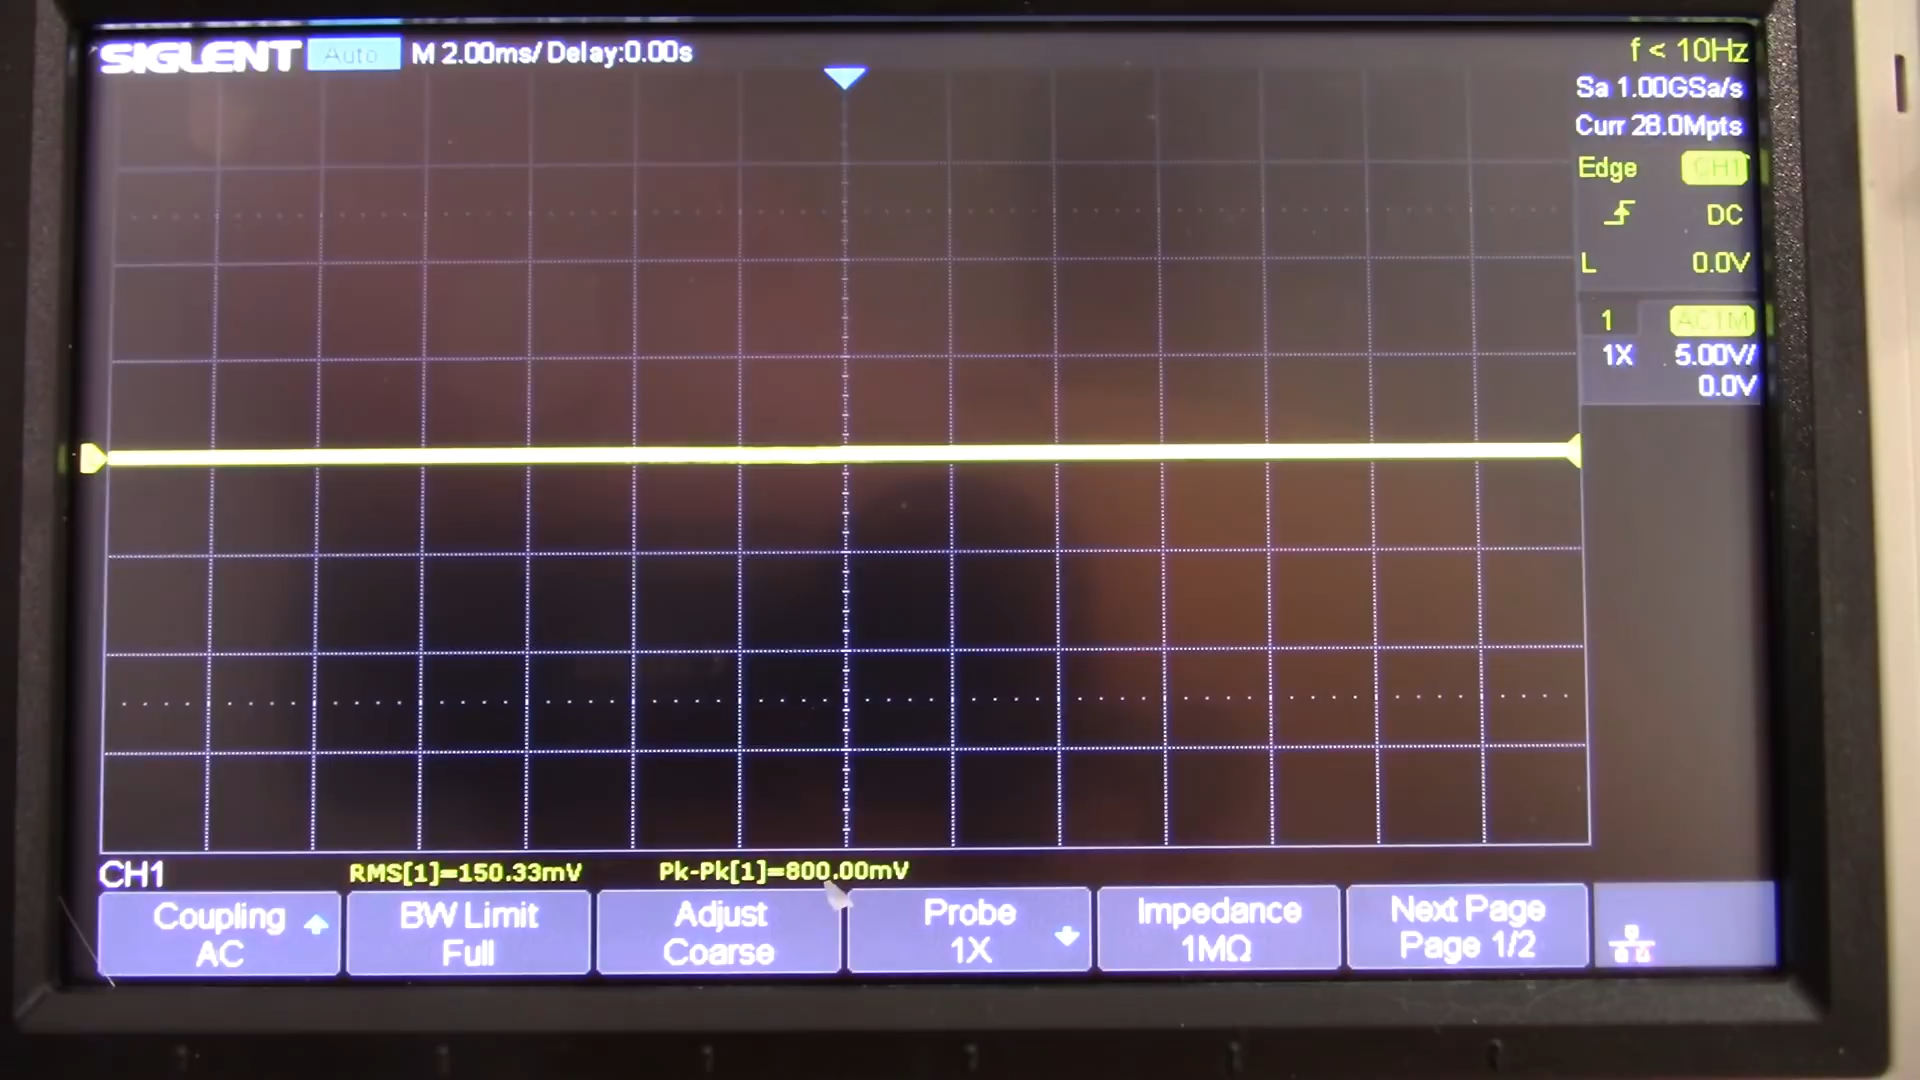 SIGLENT Auto M 2.00ms/ Delay:0.00s
f < 10Hz
Sa 1.00GSa/s
Curr 28.0Mpts
Edge CH1
DC
L 0.0V
1 AC1M
1X 5.00V/
0.0V
CH1 RMS[1]=150.33mV Pk-Pk[1]=800.00mV
Coupling BW Limit Adjust Probe Impedance Next Page
AC Full Coarse 1X 1MΩ Page 1/2